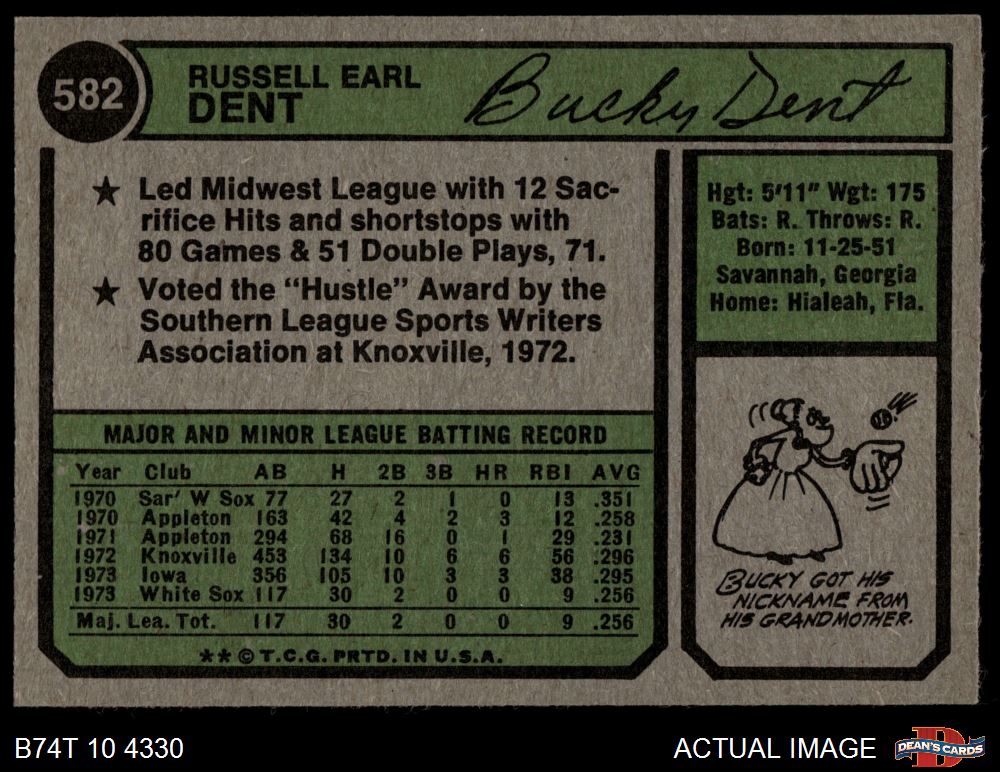 582
RUSSELL EARL
DENT
Bucky Dent
★ Led Midwest League with 12 Sac-
rifice Hits and shortstops with
80 Games & 51 Double Plays, 71.
★ Voted the "Hustle" Award by the
Southern League Sports Writers
Association at Knoxville, 1972.
Hgt: 5'11" Wgt: 175
Bats: R. Throws: R.
Born: 11-25-51
Savannah, Georgia
Home: Hialeah, Fla.
MAJOR AND MINOR LEAGUE BATTING RECORD
Year Club AB H 2B 3B HR RBI AVG
1970 Sar' W Sox 77 27 2 1 0 13 .351
1970 Appleton 163 42 4 2 3 12 .258
1971 Appleton 294 68 16 0 1 29 .231
1972 Knoxville 453 134 10 6 6 56 .296
1973 Iowa 356 105 10 3 3 38 .295
1973 White Sox 117 30 2 0 0 9 .256
Maj. Lea. Tot. 117 30 2 0 0 9 .256
**© T.C.G. PRTD. IN U.S.A.
BUCKY GOT HIS
NICKNAME FROM
HIS GRANDMOTHER.
B74T 10 4330
ACTUAL IMAGE
DEAN'S CARDS